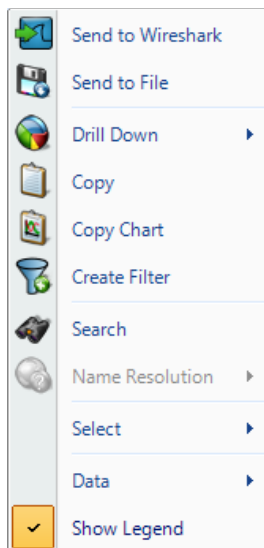 Send to Wireshark
Send to File
Drill Down
Copy
Copy Chart
Create Filter
Search
Name Resolution
Select
Data
Show Legend